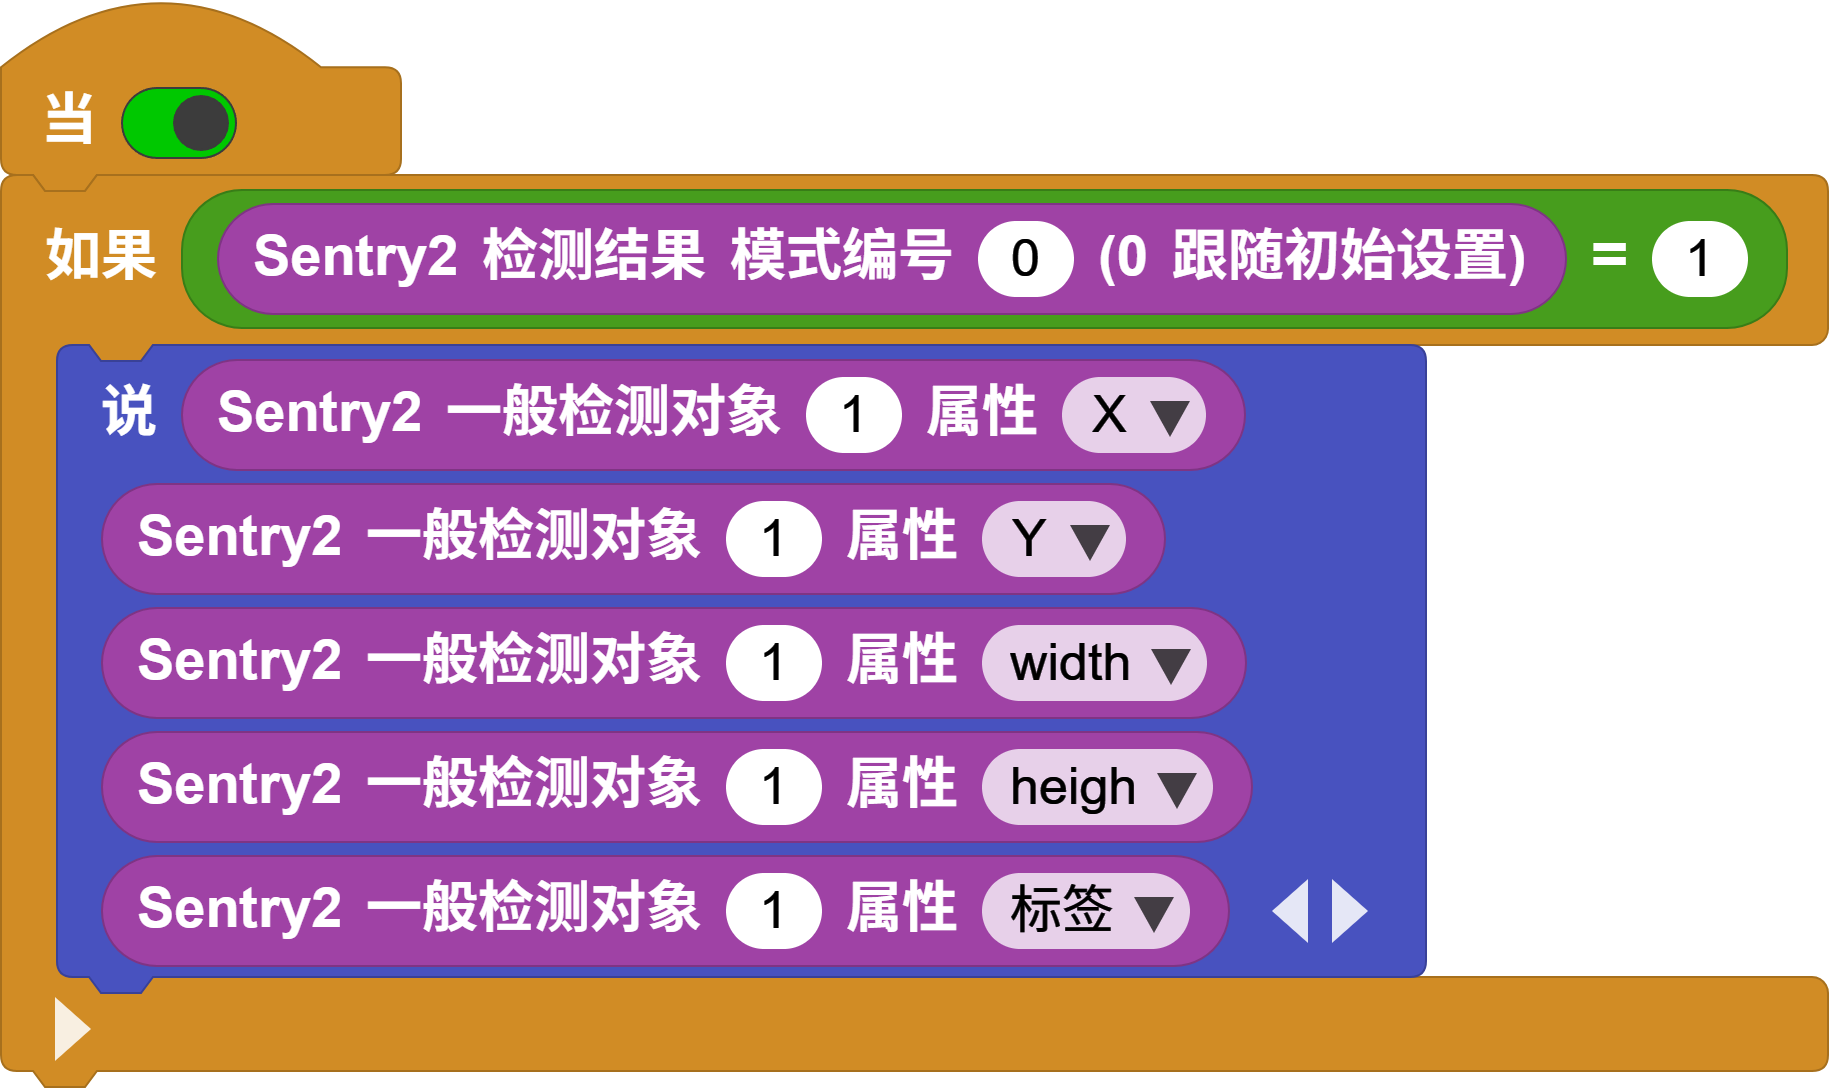 当
如果 Sentry2 检测结果 模式编号 0 (0 跟随初始设置) = 1
说 Sentry2 一般检测对象 1 属性 X
Sentry2 一般检测对象 1 属性 Y
Sentry2 一般检测对象 1 属性 width
Sentry2 一般检测对象 1 属性 heigh
Sentry2 一般检测对象 1 属性 标签